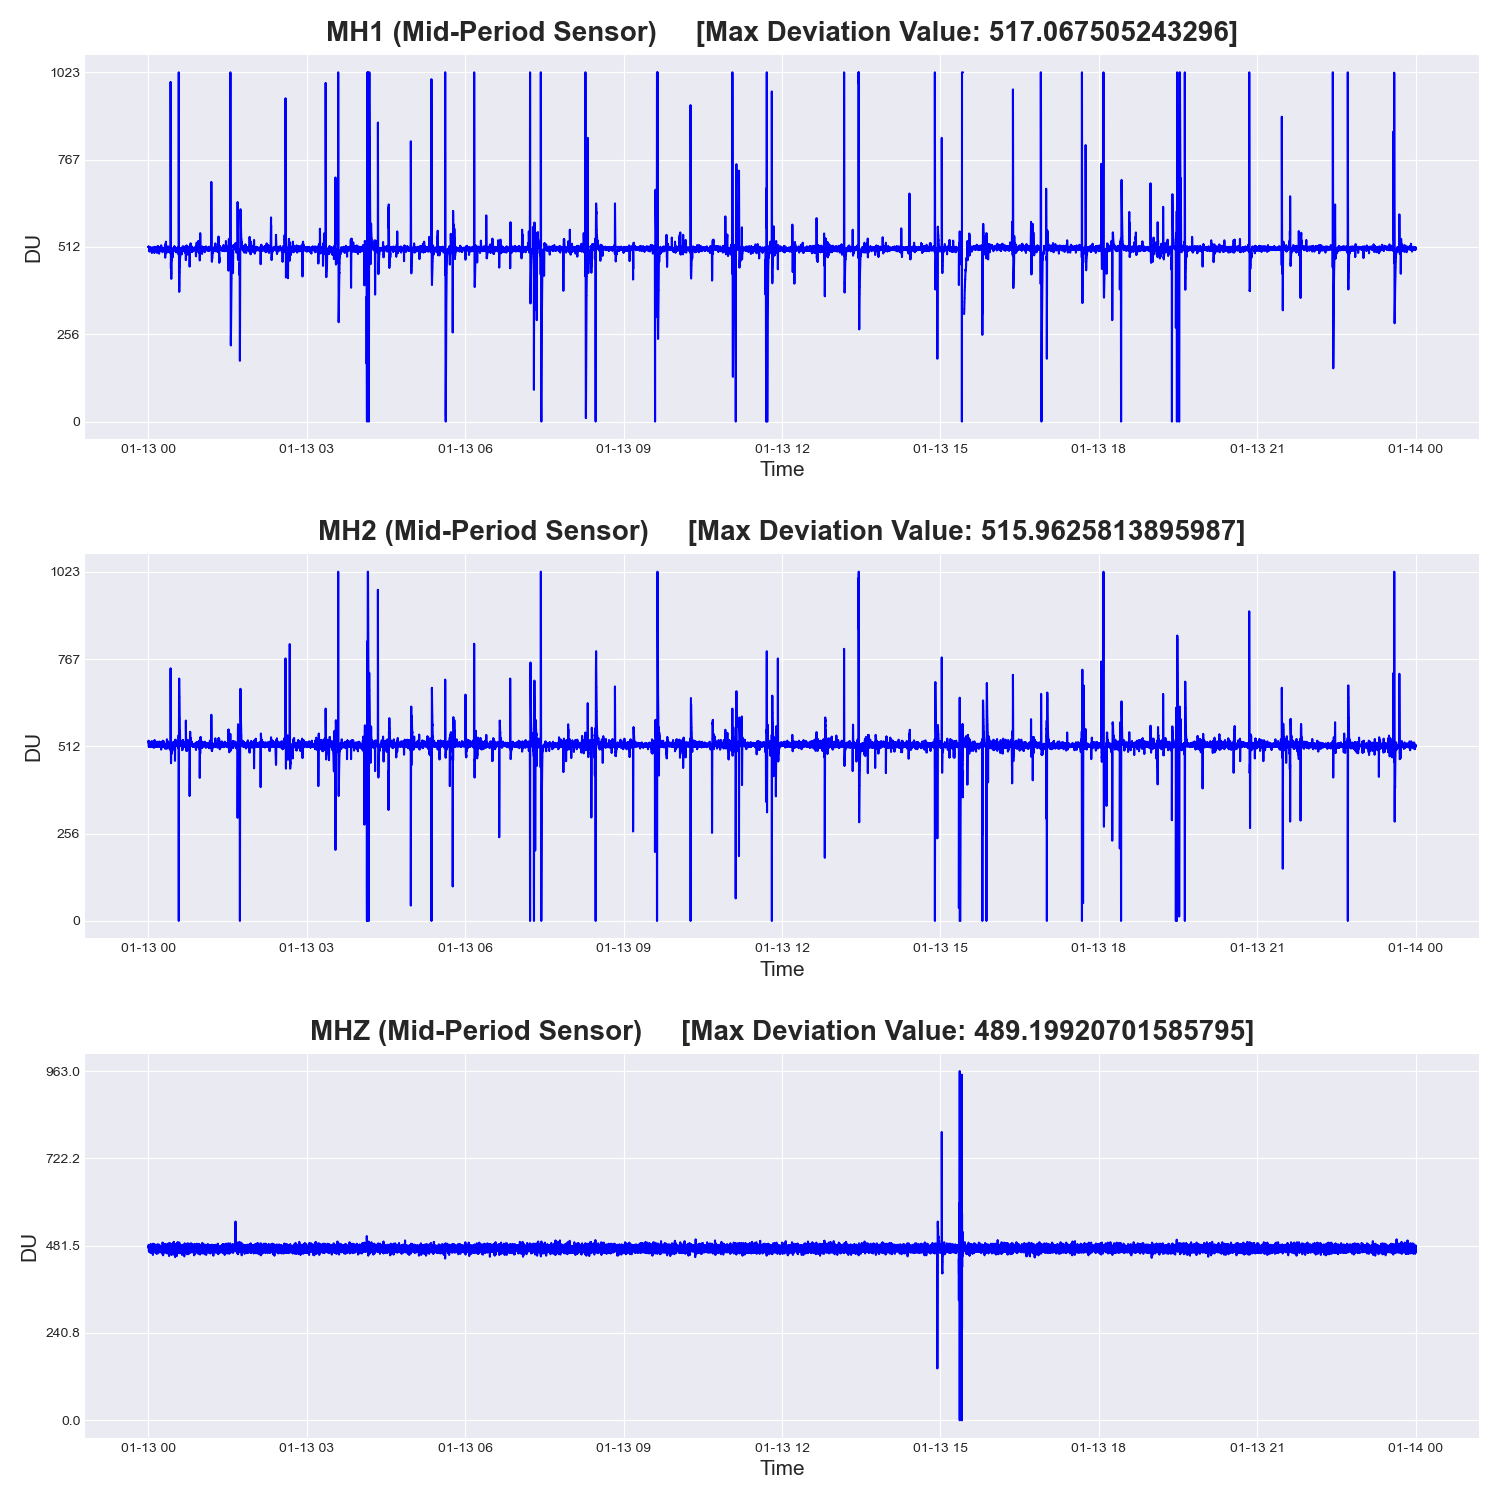 MH1 (Mid-Period Sensor) [Max Deviation Value: 517.067505243296]
1023
767
512
256
0
DU
01-13 00 01-13 03 01-13 06 01-13 09 01-13 12 01-13 15 01-13 18 01-13 21 01-14 00
Time
MH2 (Mid-Period Sensor) [Max Deviation Value: 515.9625813895987]
1023
767
512
256
0
DU
01-13 00 01-13 03 01-13 06 01-13 09 01-13 12 01-13 15 01-13 18 01-13 21 01-14 00
Time
MHZ (Mid-Period Sensor) [Max Deviation Value: 489.19920701585795]
963.0
722.2
481.5
240.8
0.0
DU
01-13 00 01-13 03 01-13 06 01-13 09 01-13 12 01-13 15 01-13 18 01-13 21 01-14 00
Time